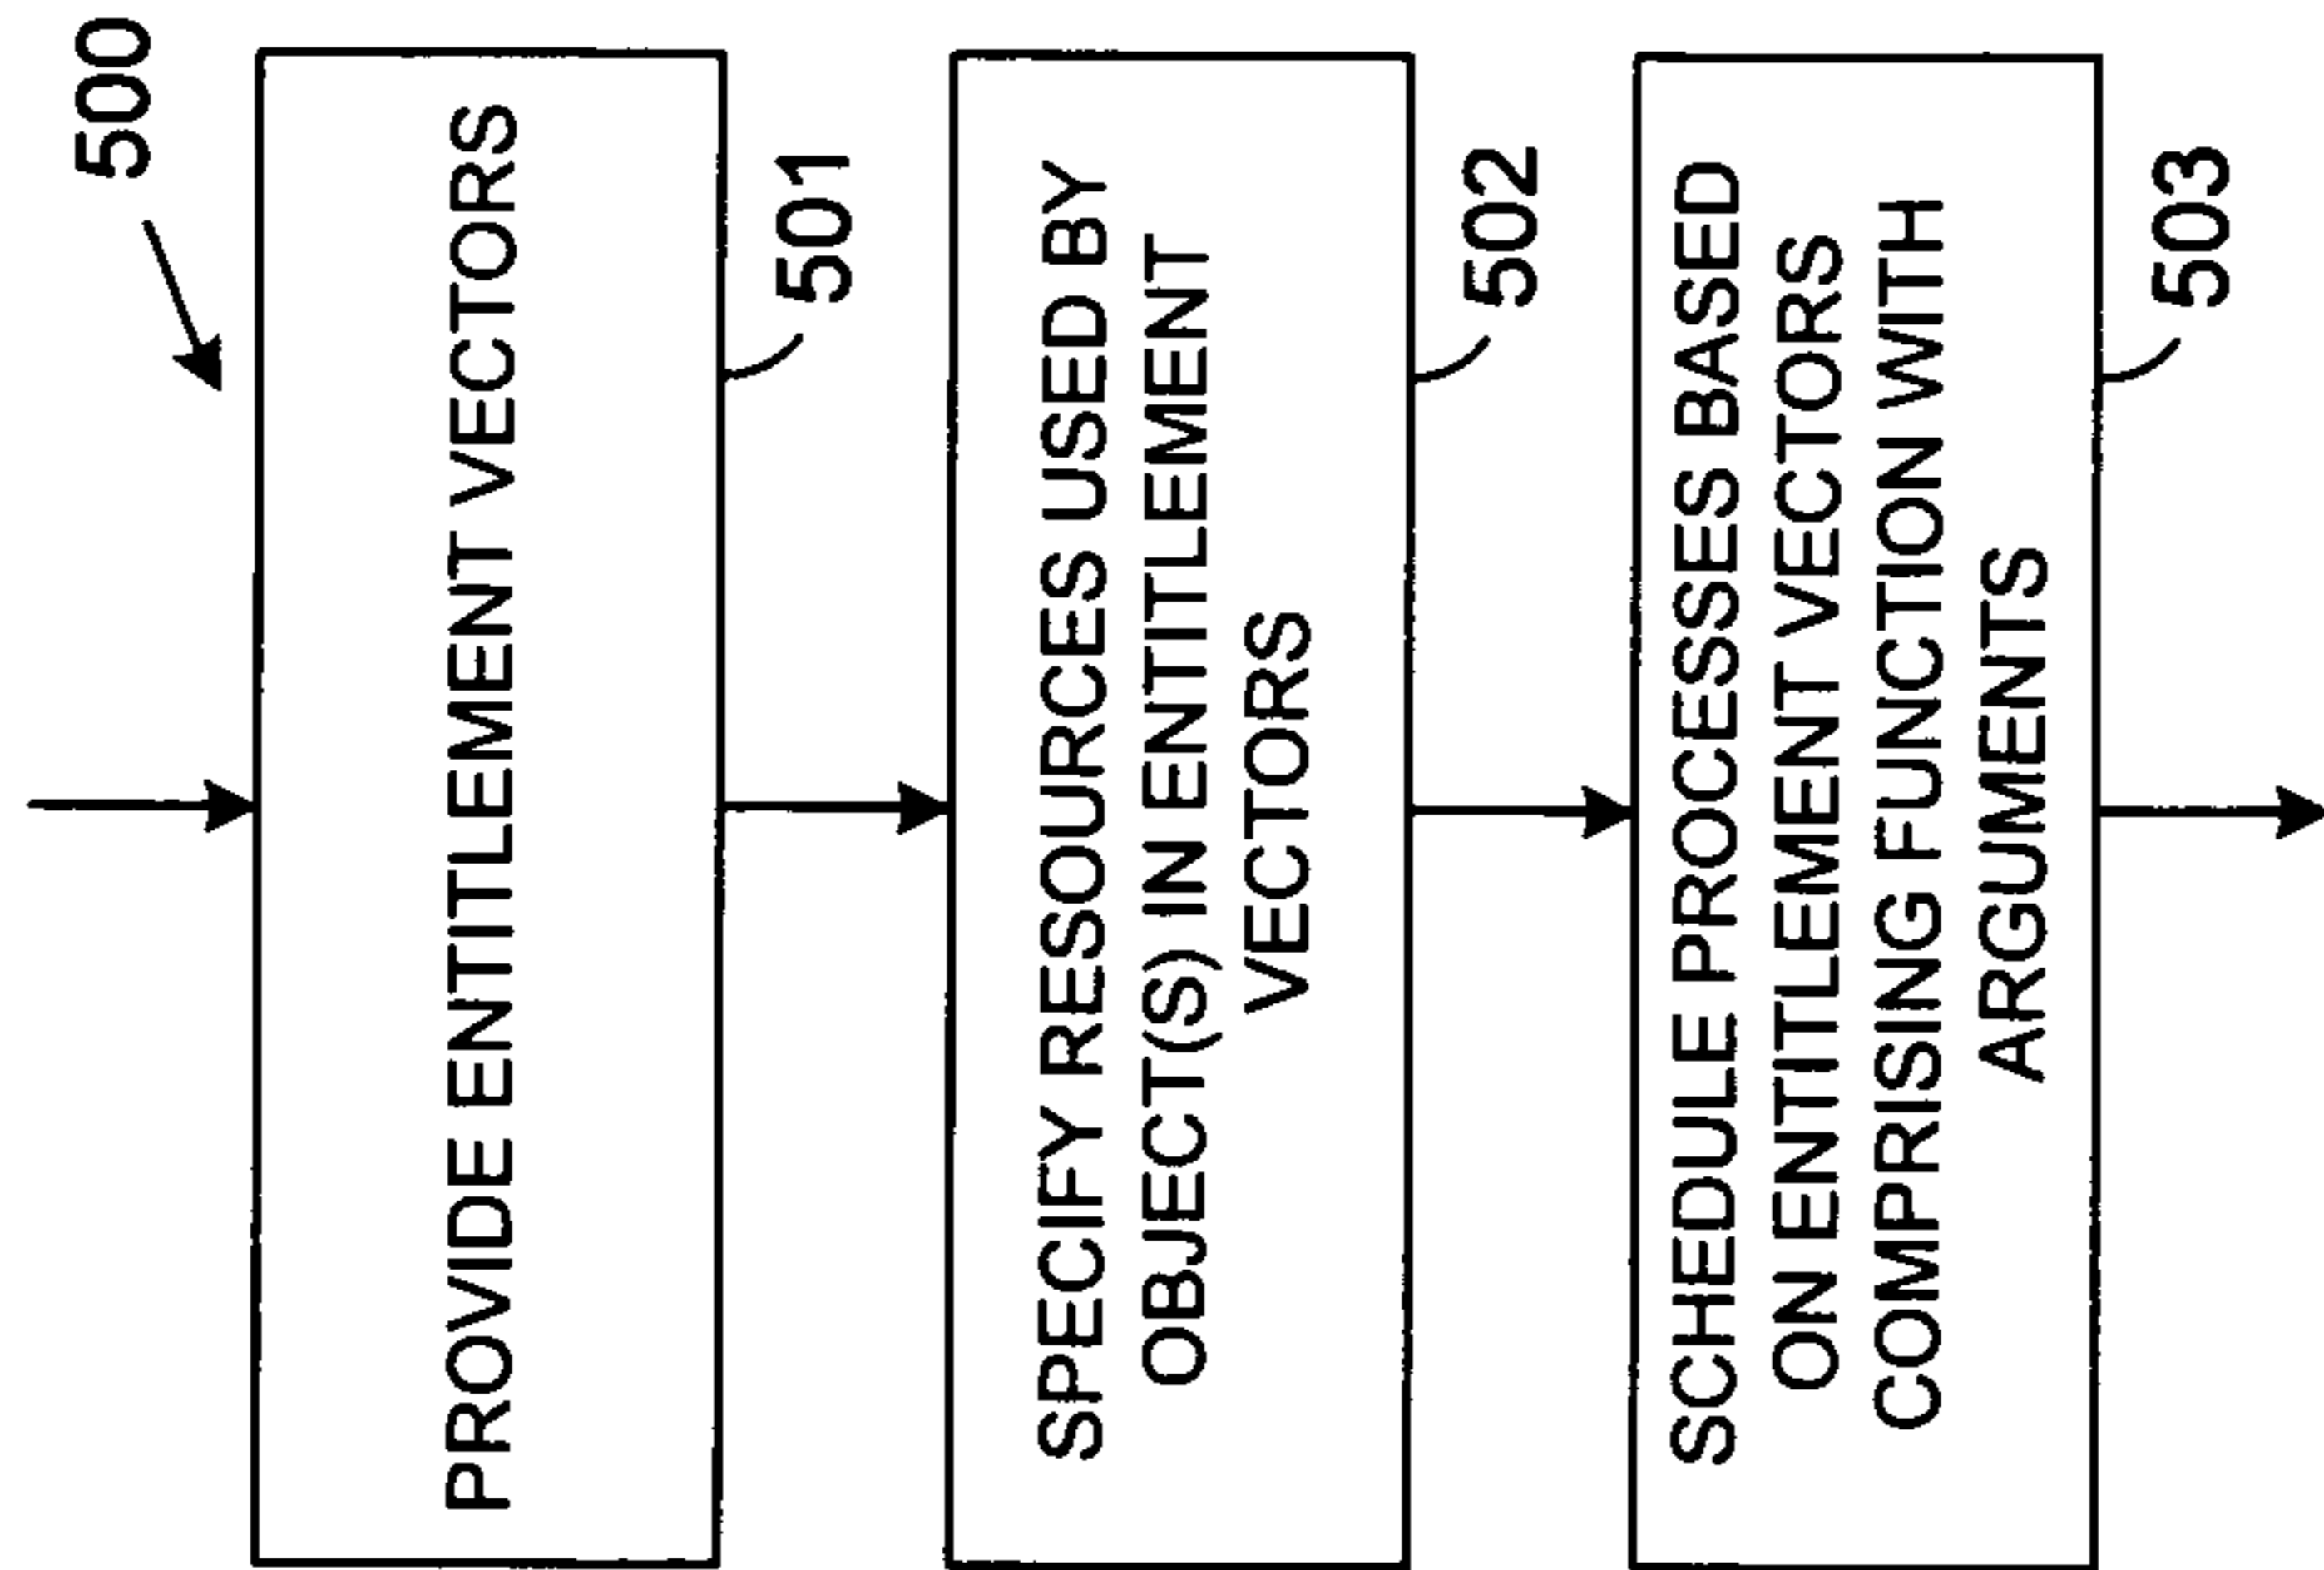 500
PROVIDE ENTITLEMENT VECTORS
501
SPECIFY RESOURCES USED BY
OBJECT(S) IN ENTITLEMENT
VECTORS
502
SCHEDULE PROCESSES BASED
ON ENTITLEMENT VECTORS
COMPRISING FUNCTION WITH
ARGUMENTS
503